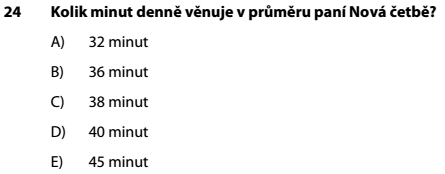 24 Kolik minut denně věnuje v průměru paní Nová četbě?
A) 32 minut
B) 36 minut
C) 38 minut
D) 40 minut
E) 45 minut